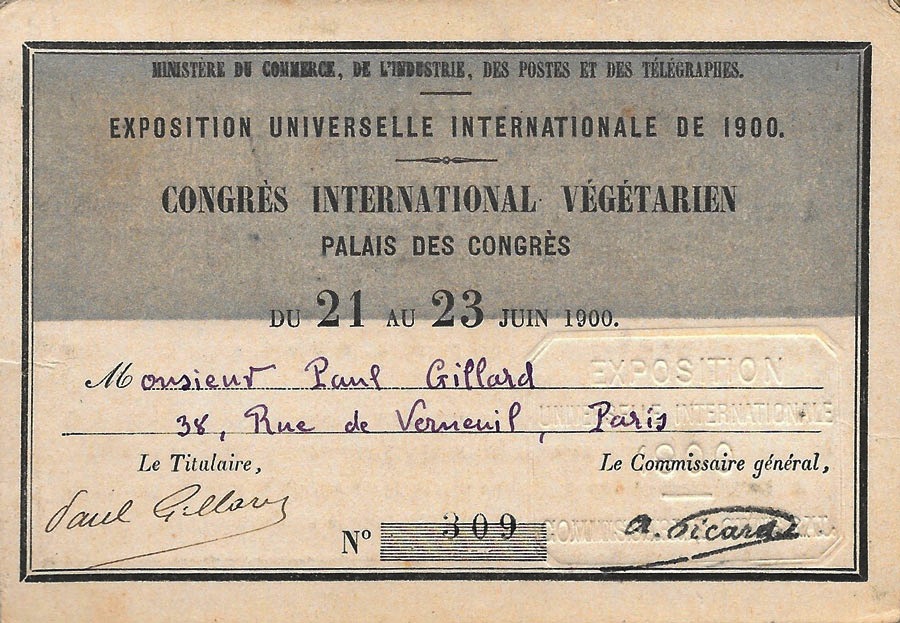 MINISTÈRE DU COMMERCE, DE L'INDUSTRIE, DES POSTES ET DES TÉLÉGRAPHES.
EXPOSITION UNIVERSELLE INTERNATIONALE DE 1900.
CONGRÈS INTERNATIONAL VÉGÉTARIEN
PALAIS DES CONGRÈS
DU 21 AU 23 JUIN 1900.
Monsieur Paul Gillard
38, Rue de Verneuil, Paris
EXPOSITION
UNIVERSELLE INTERNATIONALE
1900
Le Titulaire,
Le Commissaire général,
Paul Gillard
Nº 309
A. Picard